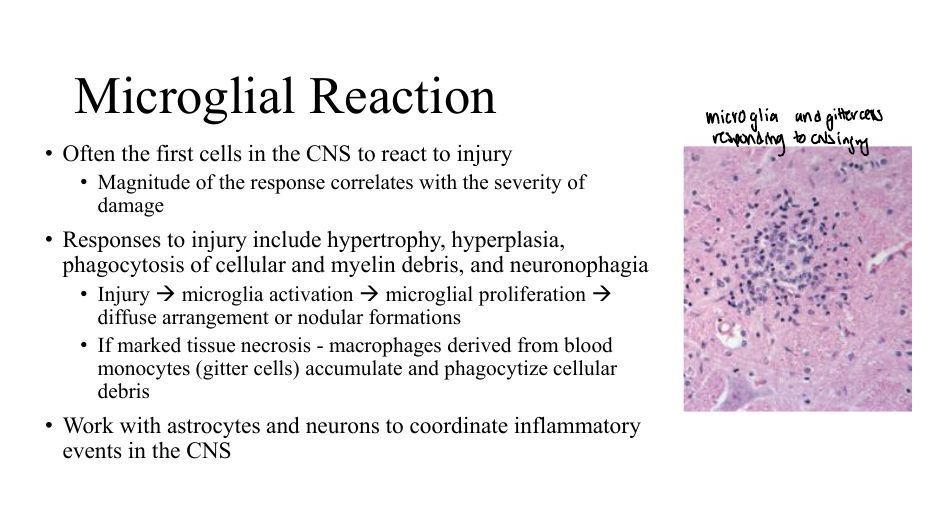 Microglial Reaction
microglia and gitter cells
responding to cns injury
• Often the first cells in the CNS to react to injury
• Magnitude of the response correlates with the severity of
damage
• Responses to injury include hypertrophy, hyperplasia,
phagocytosis of cellular and myelin debris, and neuronophagia
• Injury → microglia activation → microglial proliferation →
diffuse arrangement or nodular formations
• If marked tissue necrosis - macrophages derived from blood
monocytes (gitter cells) accumulate and phagocytize cellular
debris
• Work with astrocytes and neurons to coordinate inflammatory
events in the CNS